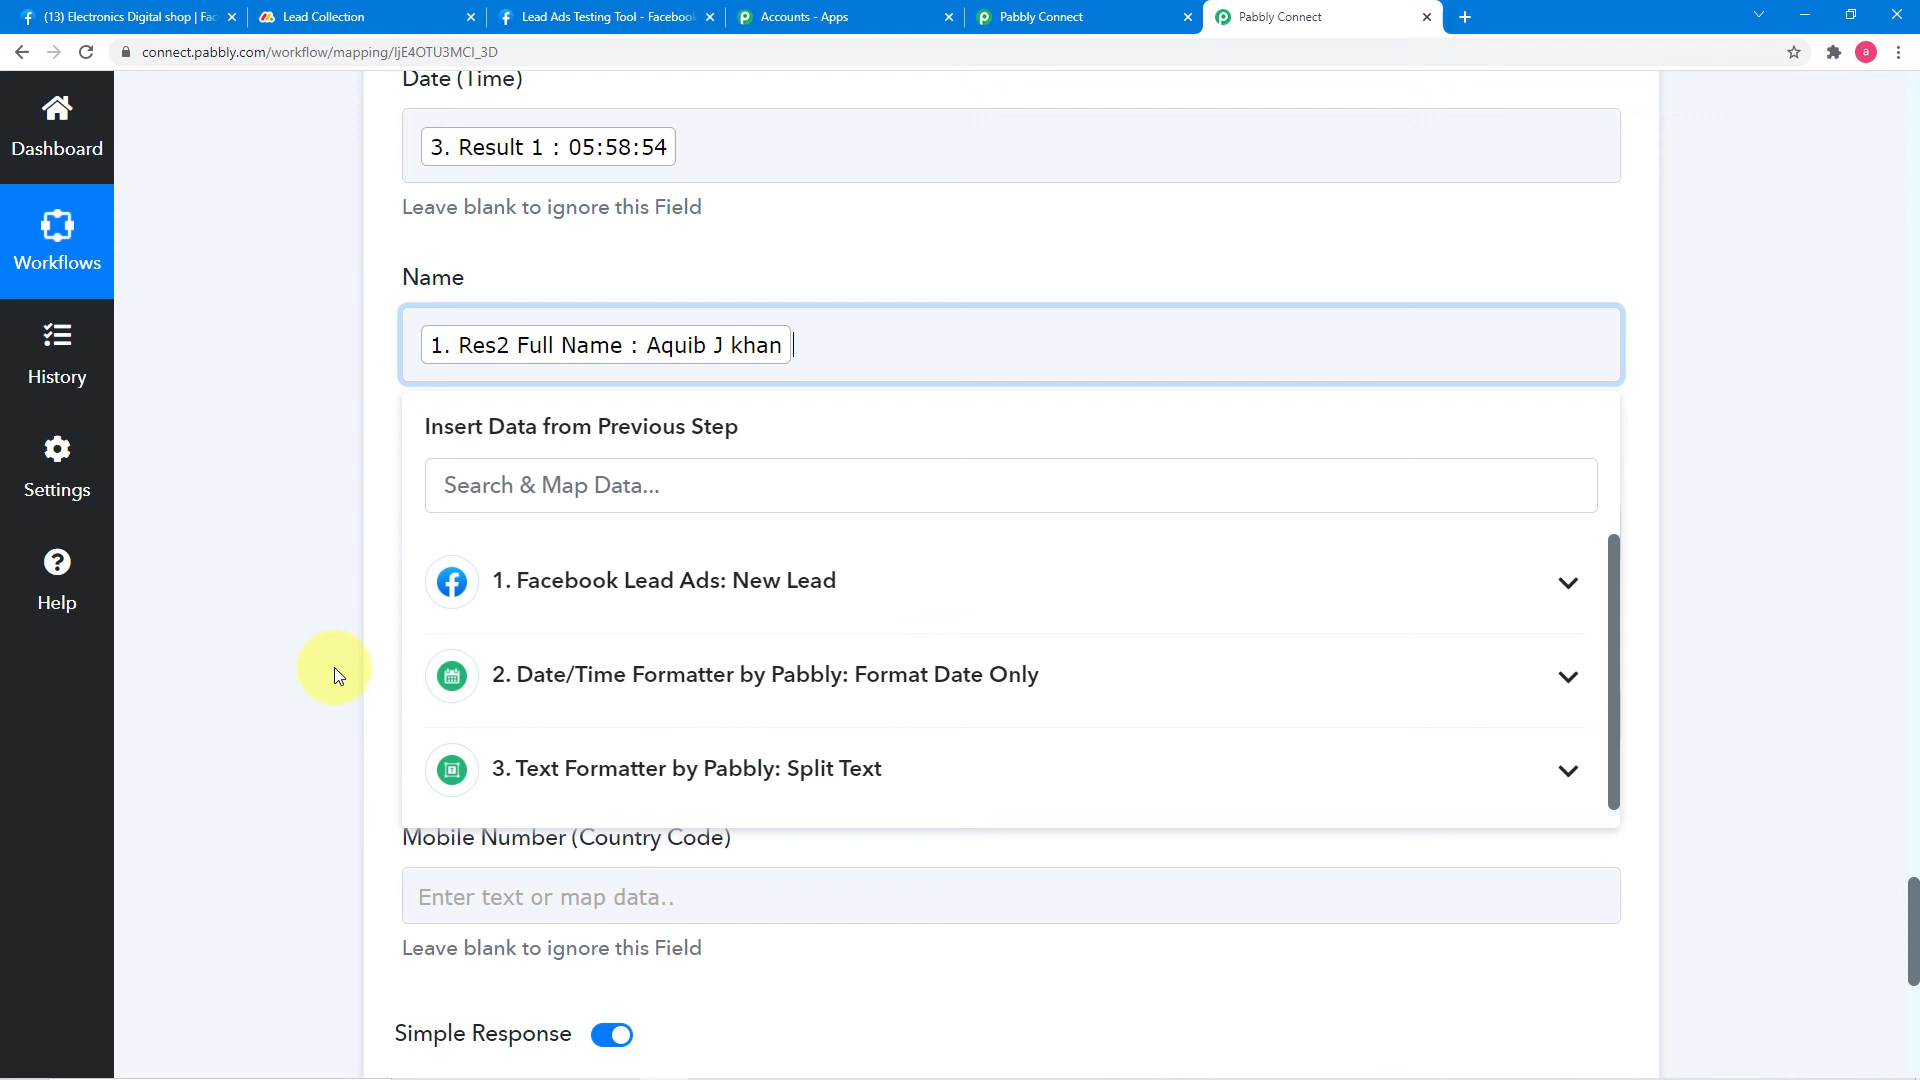 (13) Electronics Digital shop | Fac
Lead Collection
Lead Ads Testing Tool - Facebook
Accounts - Apps
Pabbly Connect
Pabbly Connect
connect.pabbly.com/workflow/mapping/IjE4OTU3MCI_3D
a
Dashboard
Workflows
History
Settings
Help
Date (Time)
3. Result 1 : 05:58:54
Leave blank to ignore this Field
Name
1. Res2 Full Name : Aquib J khan
Insert Data from Previous Step
Search & Map Data...
1. Facebook Lead Ads: New Lead
2. Date/Time Formatter by Pabbly: Format Date Only
3. Text Formatter by Pabbly: Split Text
Mobile Number (Country Code)
Enter text or map data..
Leave blank to ignore this Field
Simple Response